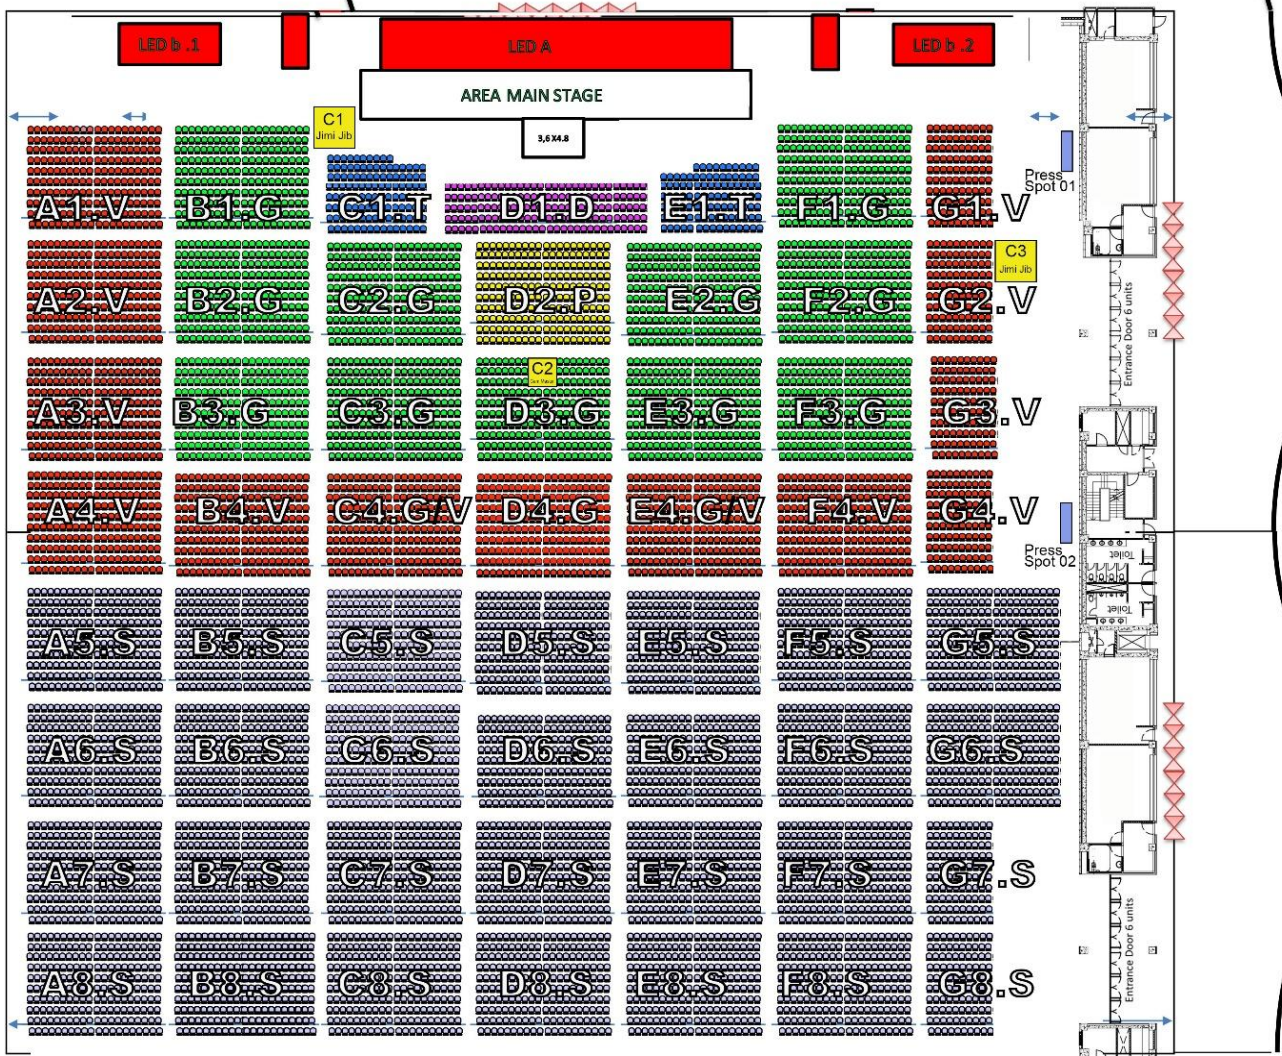 LED b .1
LED A
LED b .2
AREA MAIN STAGE
3,6 X4.8
C1
Jimi Jib
Press
Spot 01
A1.V
B1.G
C1.T
D1.D
E1.T
F1.G
G1.V
C3
Jimi Jib
A2.V
B2.G
C2.G
D2.P
E2.G
F2.G
G2.V
Entrance Door 6 units
C2
A3.V
B3.G
C3.G
D3.G
E3.G
F3.G
G3.V
A4.V
B4.V
C4.G/V
D4.G
E4.G/V
F4.V
G4.V
Press
Spot 02
Toilet
Toilet
A5.S
B5.S
C5.S
D5.S
E5.S
F5.S
G5.S
A6.S
B6.S
C6.S
D6.S
E6.S
F6.S
G6.S
A7.S
B7.S
C7.S
D7.S
E7.S
F7.S
G7.S
Entrance Door 6 units
A8.S
B8.S
C8.S
D8.S
E8.S
F8.S
G8.S